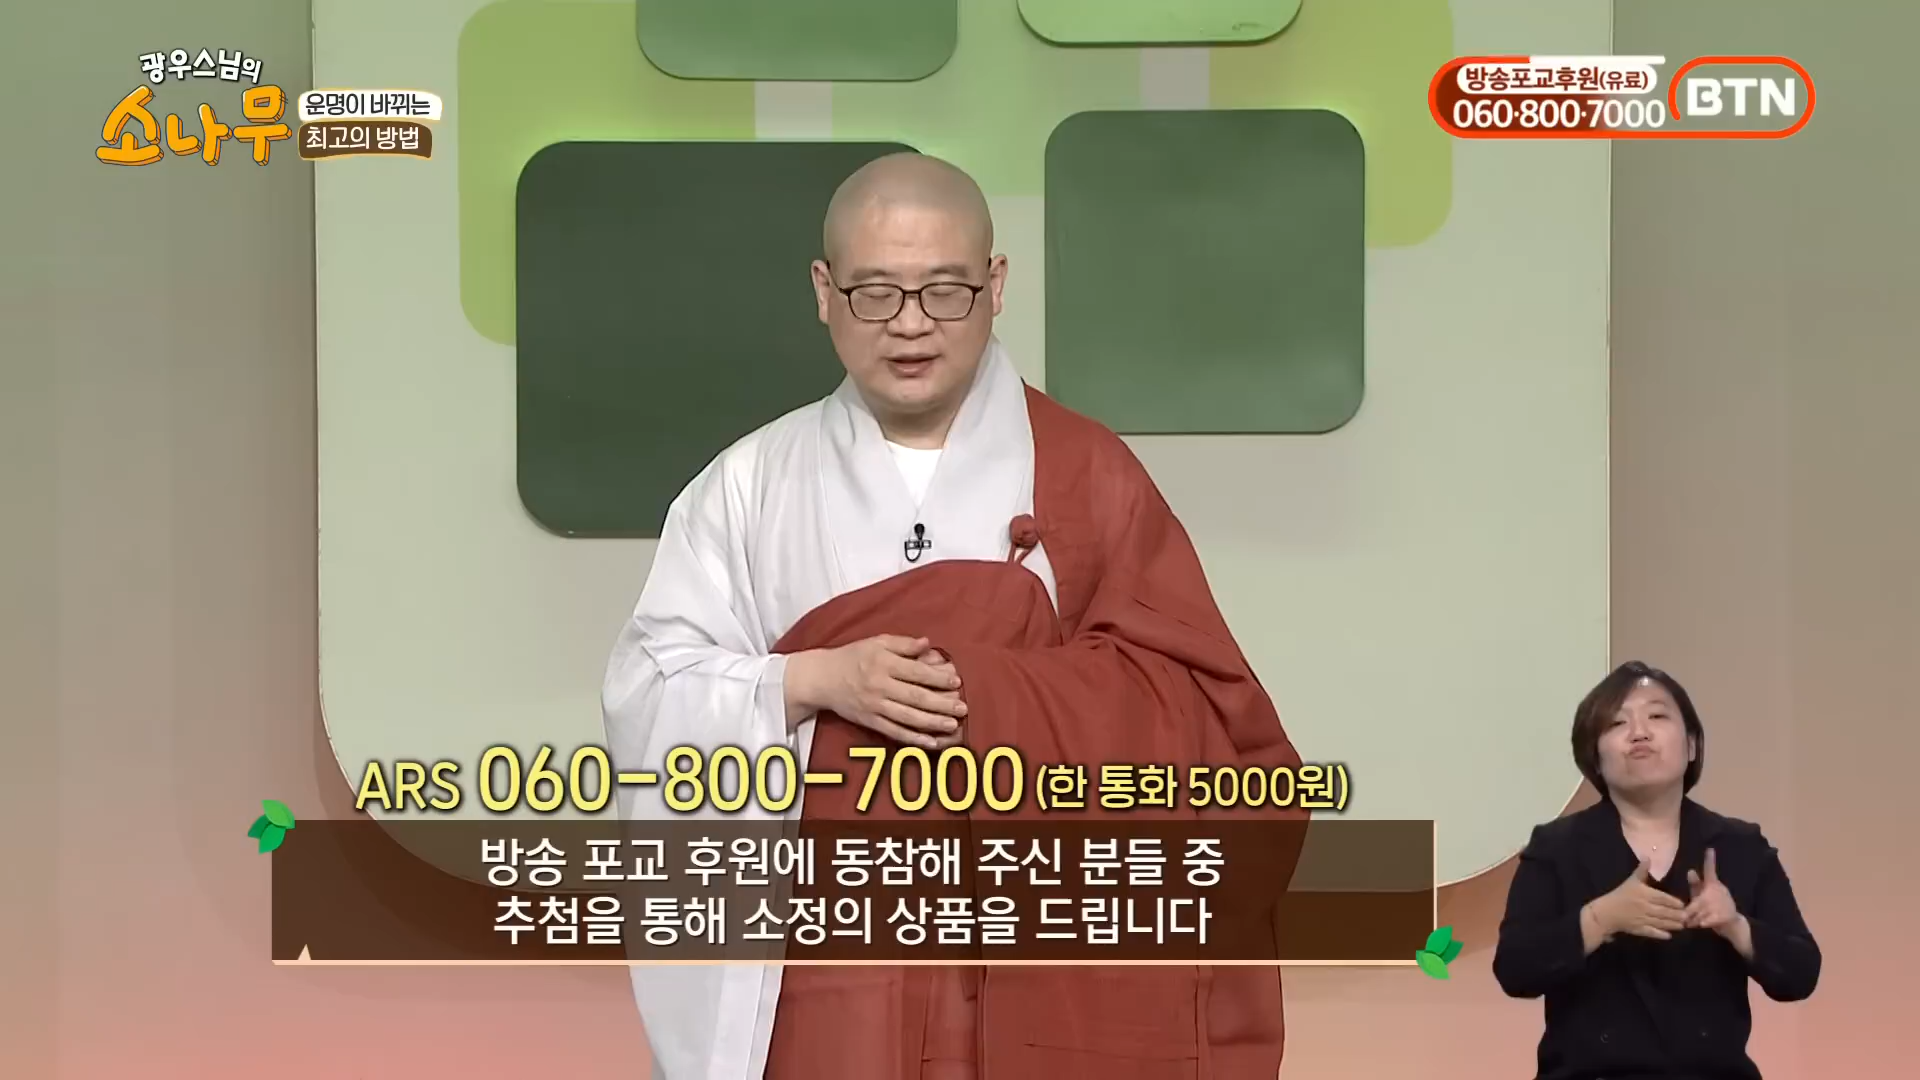 광우스님의
소나무
운명이 바뀌는
최고의 방법
방송포교후원(유료)
060·800·7000
BTN
ARS 060-800-7000 (한 통화 5000원)
방송 포교 후원에 동참해 주신 분들 중
추첨을 통해 소정의 상품을 드립니다